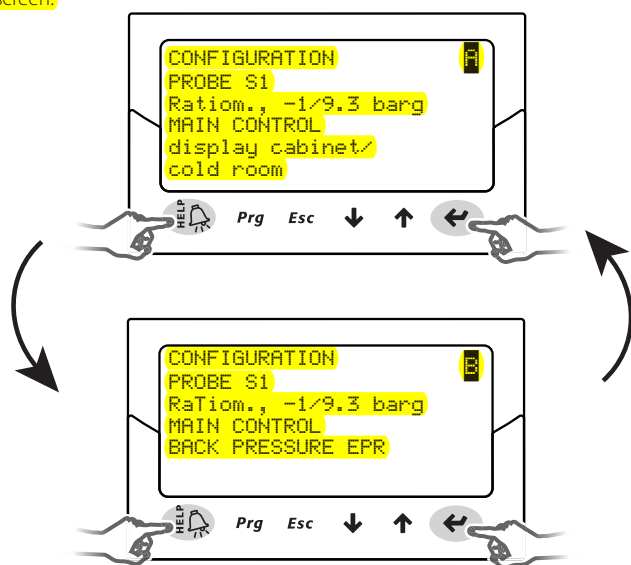 screen.
CONFIGURATION A
PROBE S1
Ratiom., -1/9.3 barg
MAIN CONTROL
display cabinet/
cold room
HELP Prg Esc
CONFIGURATION B
PROBE S1
RaTiom., -1/9.3 barg
MAIN CONTROL
BACK PRESSURE EPR
HELP Prg Esc